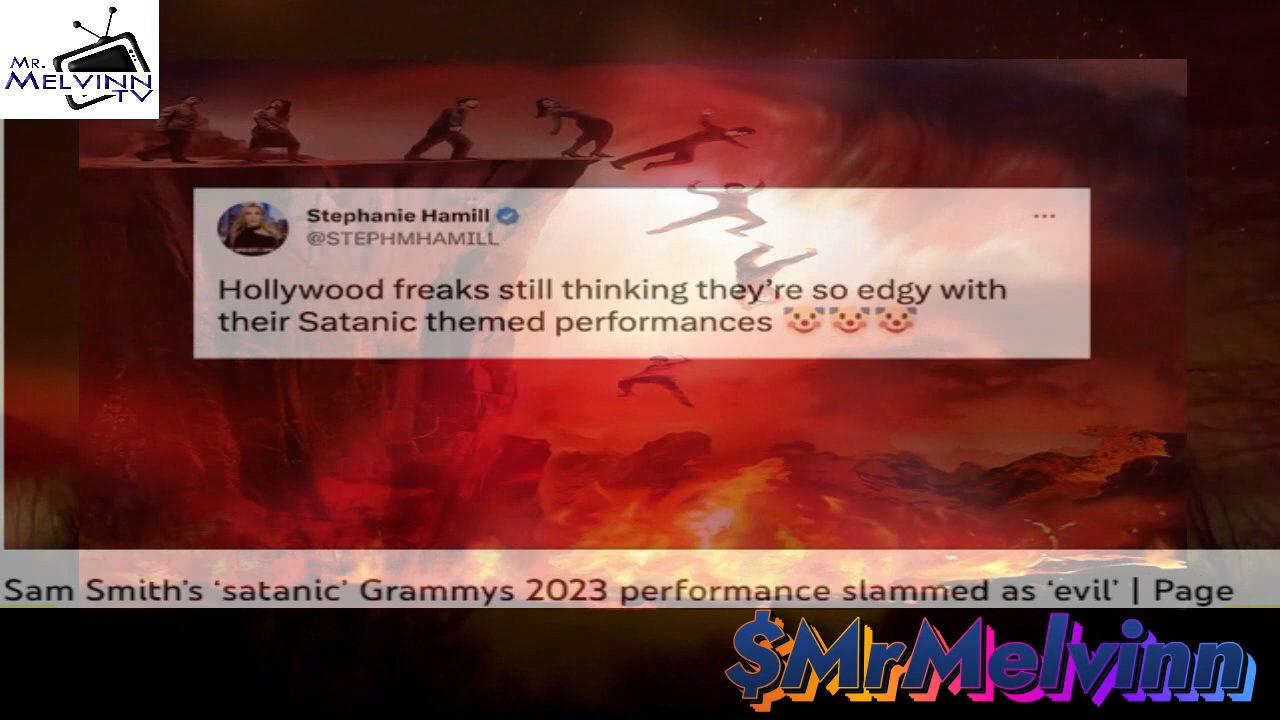 MR.
MELVINN
TV
Stephanie Hamill
@STEPHMHAMILL
Hollywood freaks still thinking they're so edgy with
their Satanic themed performances 🤡🤡🤡
Sam Smith's 'satanic' Grammys 2023 performance slammed as 'evil' | Page
$MrMelvinn